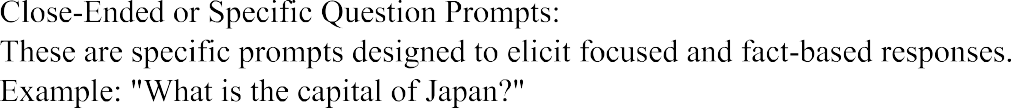 Close-Ended or Specific Question Prompts:
These are specific prompts designed to elicit focused and fact-based responses.
Example: "What is the capital of Japan?"